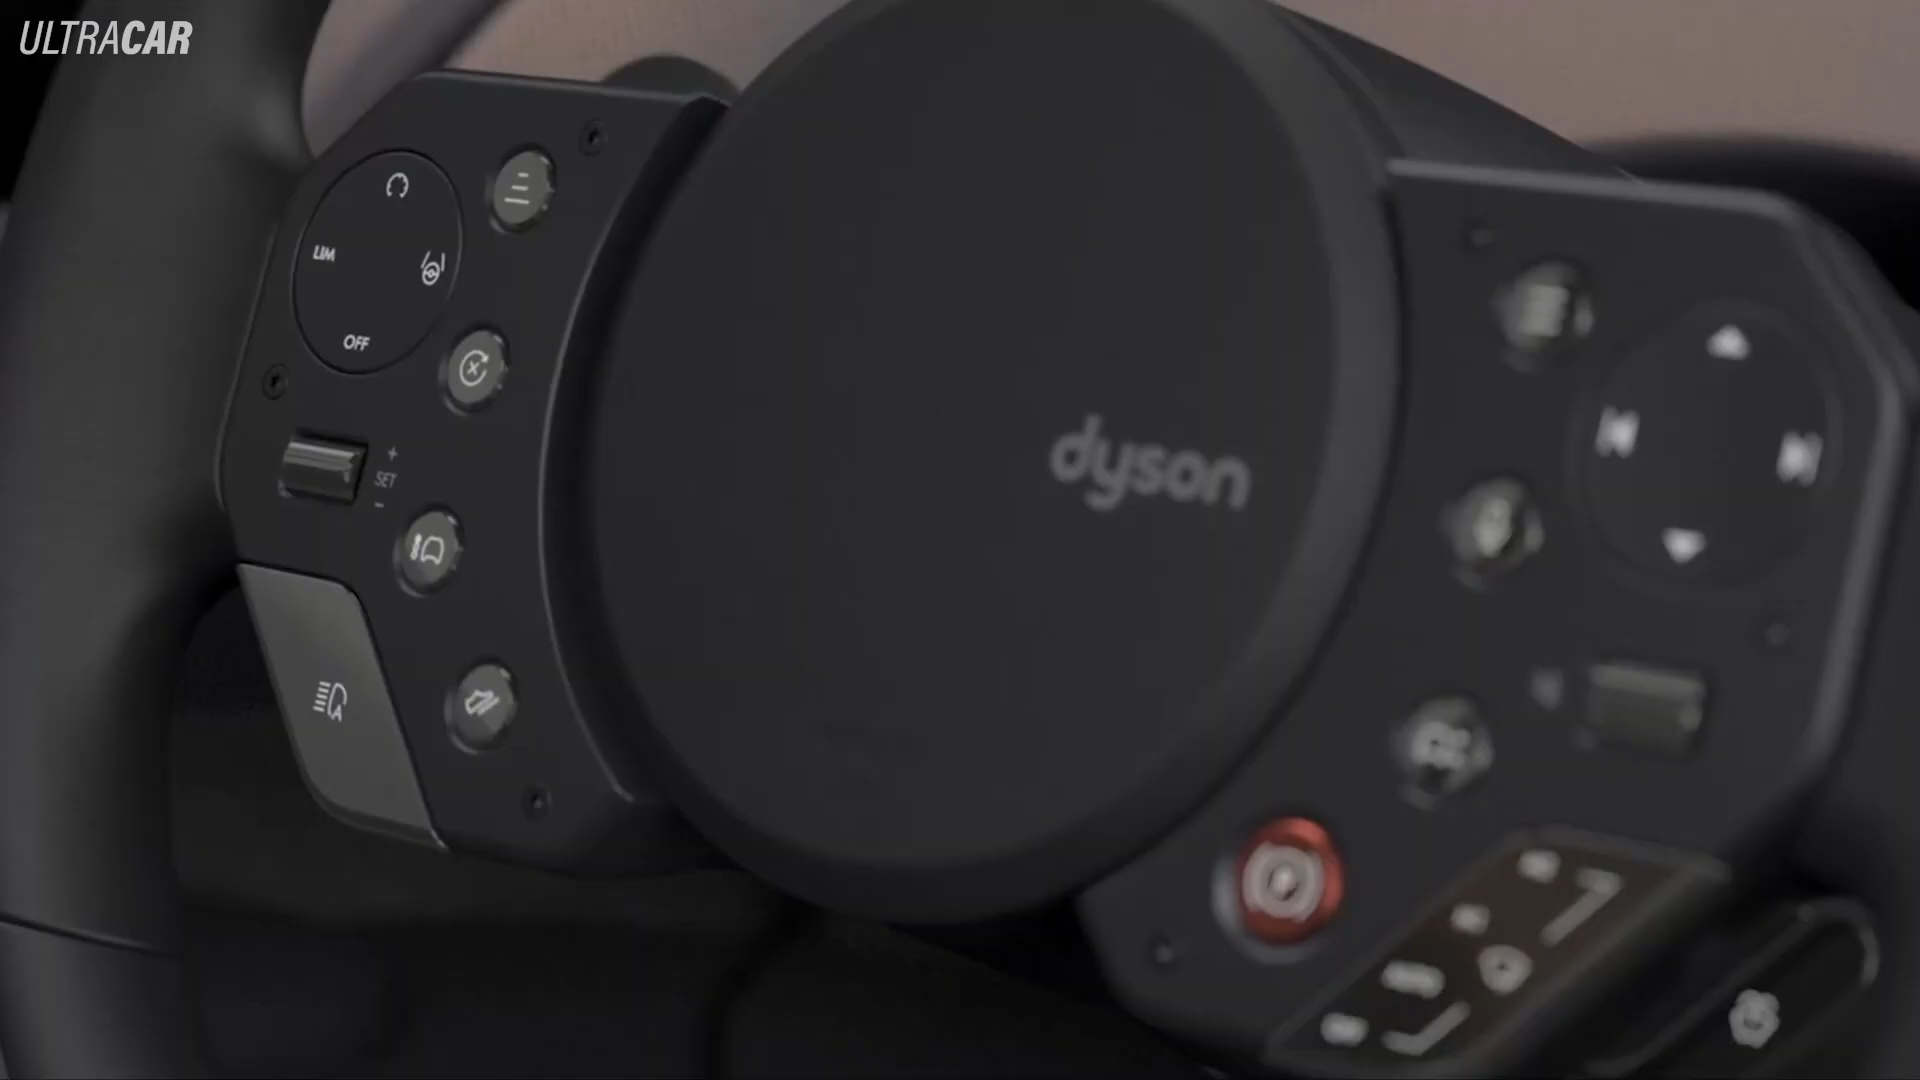 ULTRACAR
LIM
OFF
+
SET
-
A
dyson